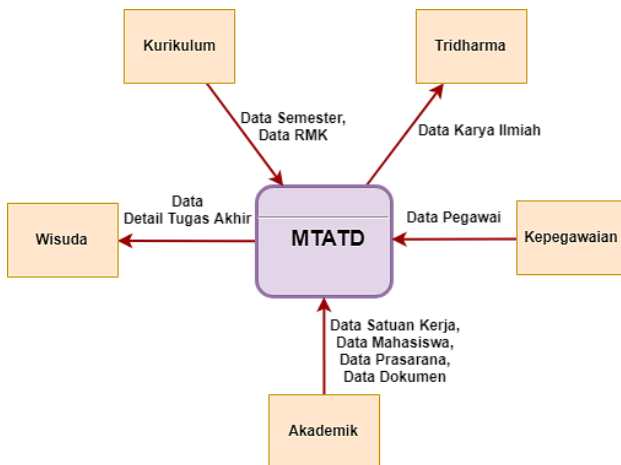 Kurikulum
Tridharma
Data Semester,
Data RMK
Data Karya Ilmiah
Data
Detail Tugas Akhir
Wisuda
MTATD
Data Pegawai
Kepegawaian
Data Satuan Kerja,
Data Mahasiswa,
Data Prasarana,
Data Dokumen
Akademik